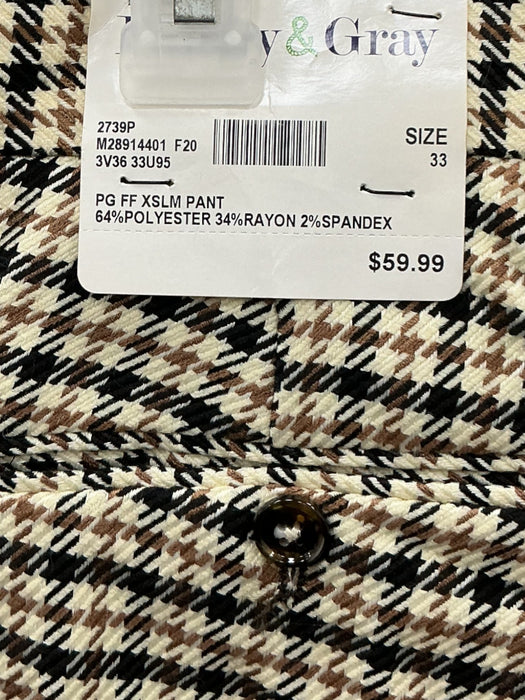 & Gray
2739P
M28914401 F20
3V36 33U95
SIZE
33
PG FF XSLM PANT
64%POLYESTER 34%RAYON 2%SPANDEX
$59.99